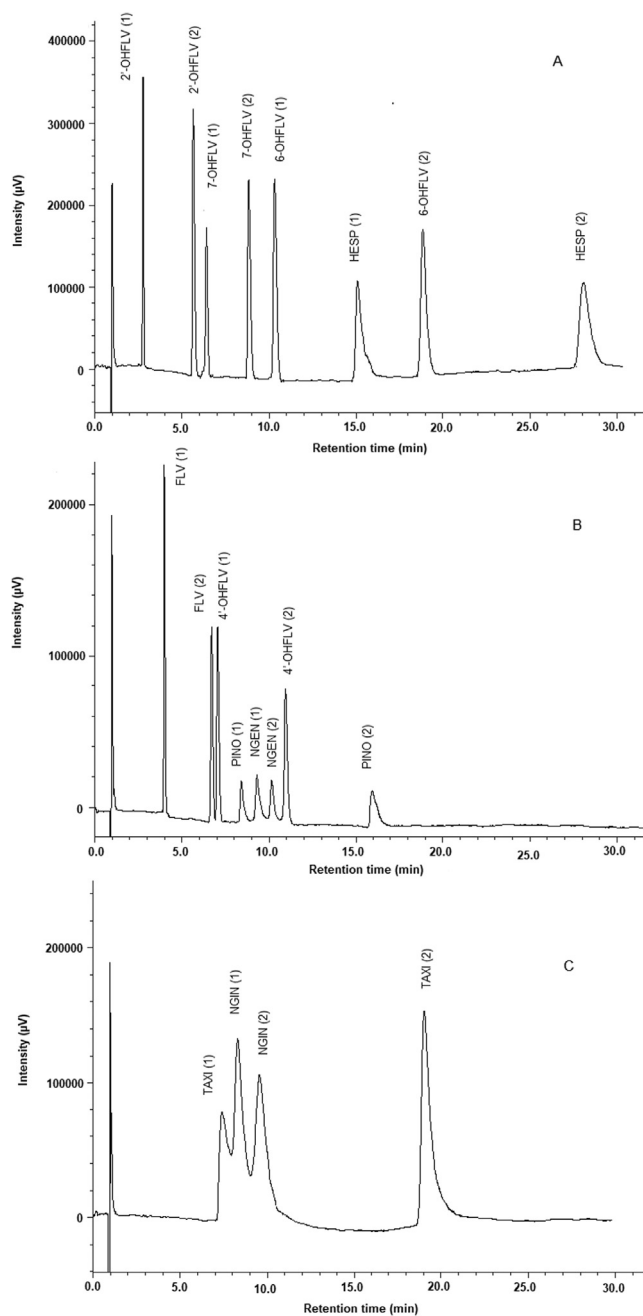 A
400000
300000
200000
100000
0
Intensity (µV)
2'-OHFLV (1)
2'-OHFLV (2)
7-OHFLV (1)
7-OHFLV (2)
6-OHFLV (1)
HESP (1)
6-OHFLV (2)
HESP (2)
0.0 5.0 10.0 15.0 20.0 25.0 30.0
Retention time (min)
B
200000
100000
0
Intensity (µV)
FLV (1)
FLV (2)
4'-OHFLV (1)
PINO (1)
NGEN (1)
NGEN (2)
4'-OHFLV (2)
PINO (2)
0.0 5.0 10.0 15.0 20.0 25.0 30.0
Retention time (min)
C
200000
100000
0
Intensity (µV)
TAXI (1)
NGIN (1)
NGIN (2)
TAXI (2)
0.0 5.0 10.0 15.0 20.0 25.0 30.0
Retention time (min)